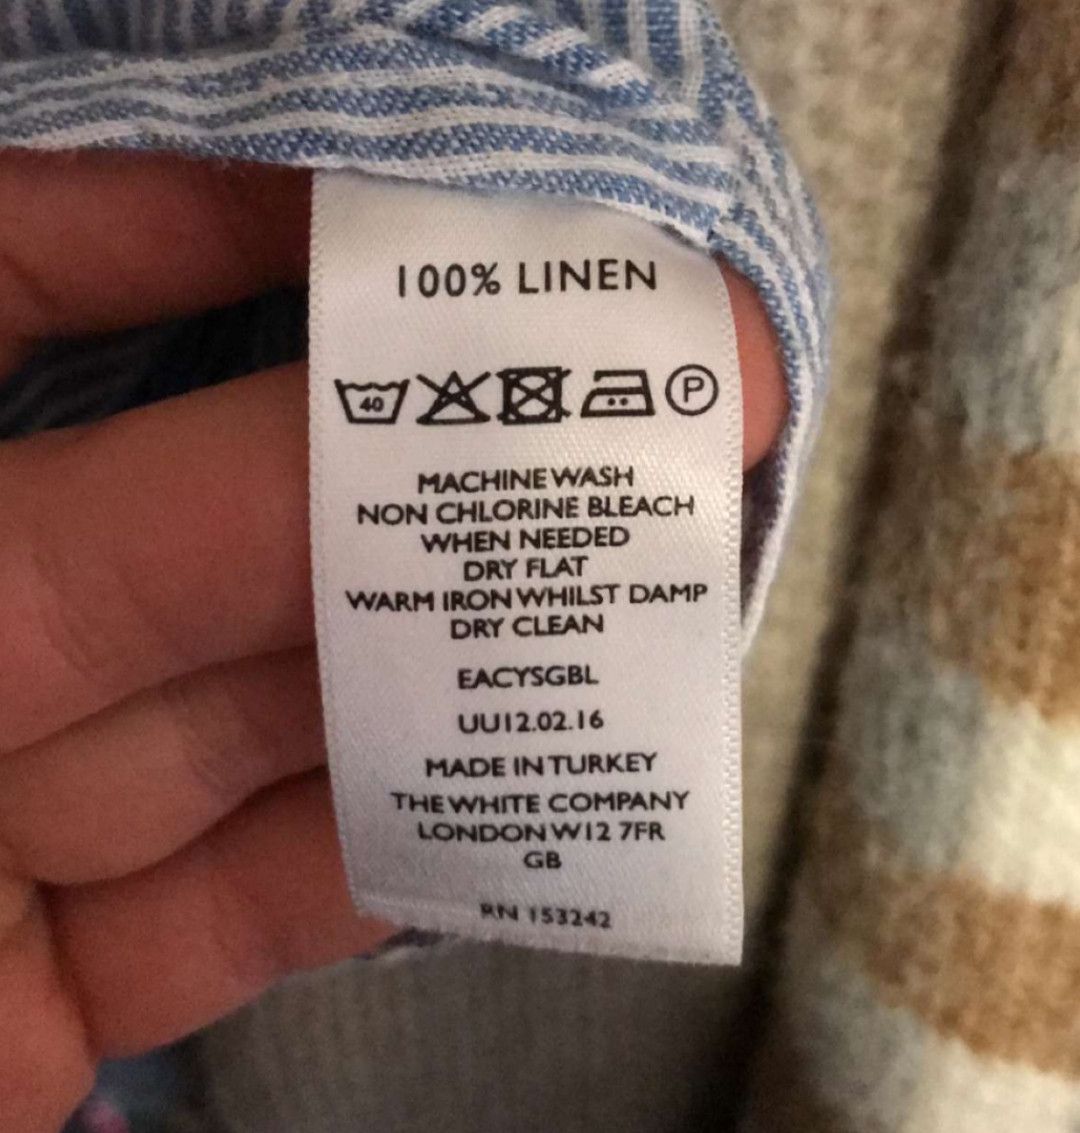 100% LINEN
40 P
MACHINE WASH
NON CHLORINE BLEACH
WHEN NEEDED
DRY FLAT
WARM IRON WHILST DAMP
DRY CLEAN
EACYSGBL
UU12.02.16
MADE IN TURKEY
THE WHITE COMPANY
LONDON W12 7FR
GB
RN 153242